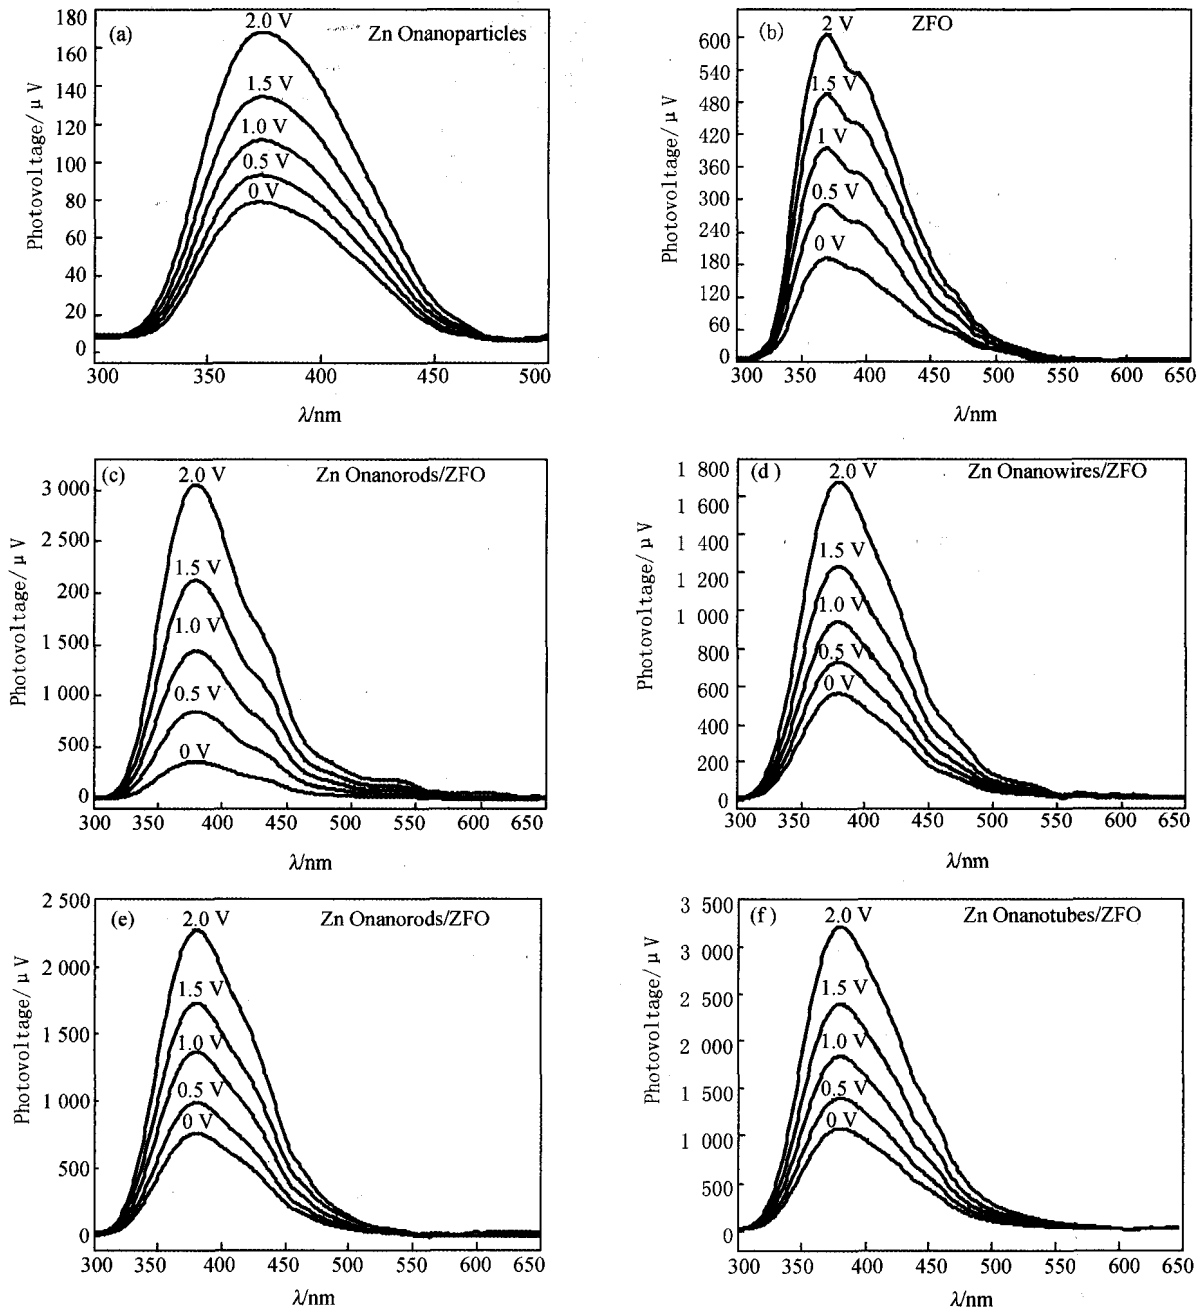 (a)
Zn Onanoparticles
2.0 V
1.5 V
1.0 V
0.5 V
0 V
180
160
140
120
100
80
60
40
20
0
Photovoltage/ μ V
300 350 400 450 500
λ/nm
(b)
ZFO
2 V
1.5 V
1 V
0.5 V
0 V
600
540
480
420
360
300
240
180
120
60
0
Photovoltage/ μ V
300 350 400 450 500 550 600 650
λ/nm
(c)
Zn Onanorods/ZFO
2.0 V
1.5 V
1.0 V
0.5 V
0 V
3 000
2 500
200
1 500
1 000
500
0
Photovoltage/ μ V
300 350 400 450 500 550 600 650
λ/nm
(d)
Zn Onanowires/ZFO
2.0 V
1.5 V
1.0 V
0.5 V
0 V
1 800
1 600
1 400
1 200
1 000
800
600
400
200
0
Photovoltage/ μ V
300 350 400 450 500 550 600 650
λ/nm
(e)
Zn Onanorods/ZFO
2.0 V
1.5 V
1.0 V
0.5 V
0 V
2 500
2 000
1 500
1 000
500
0
Photovoltage/ μ V
300 350 400 450 500 550 600 650
λ/nm
(f)
Zn Onanotubes/ZFO
2.0 V
1.5 V
1.0 V
0.5 V
0 V
3 500
3 000
2 500
2 000
1 500
1 000
500
0
Photovoltage/ μ V
300 350 400 450 500 550 600 650
λ/nm